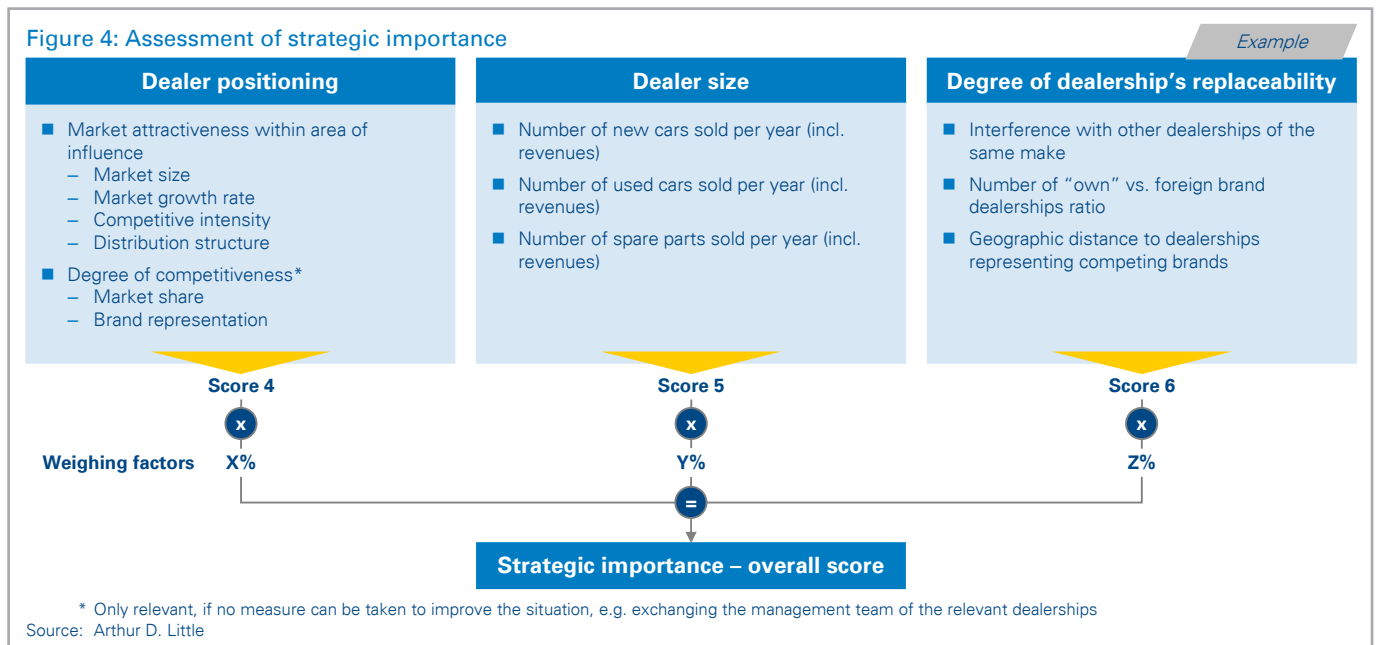 Figure 4: Assessment of strategic importance
Example
Dealer positioning
■ Market attractiveness within area of
influence
– Market size
– Market growth rate
– Competitive intensity
– Distribution structure
■ Degree of competitiveness*
– Market share
– Brand representation
Dealer size
■ Number of new cars sold per year (incl.
revenues)
■ Number of used cars sold per year (incl.
revenues)
■ Number of spare parts sold per year (incl.
revenues)
Degree of dealership's replaceability
■ Interference with other dealerships of the
same make
■ Number of “own” vs. foreign brand
dealerships ratio
■ Geographic distance to dealerships
representing competing brands
Score 4
Score 5
Score 6
x
x
x
Weighing factors
X%
Y%
Z%
=
Strategic importance – overall score
* Only relevant, if no measure can be taken to improve the situation, e.g. exchanging the management team of the relevant dealerships
Source: Arthur D. Little